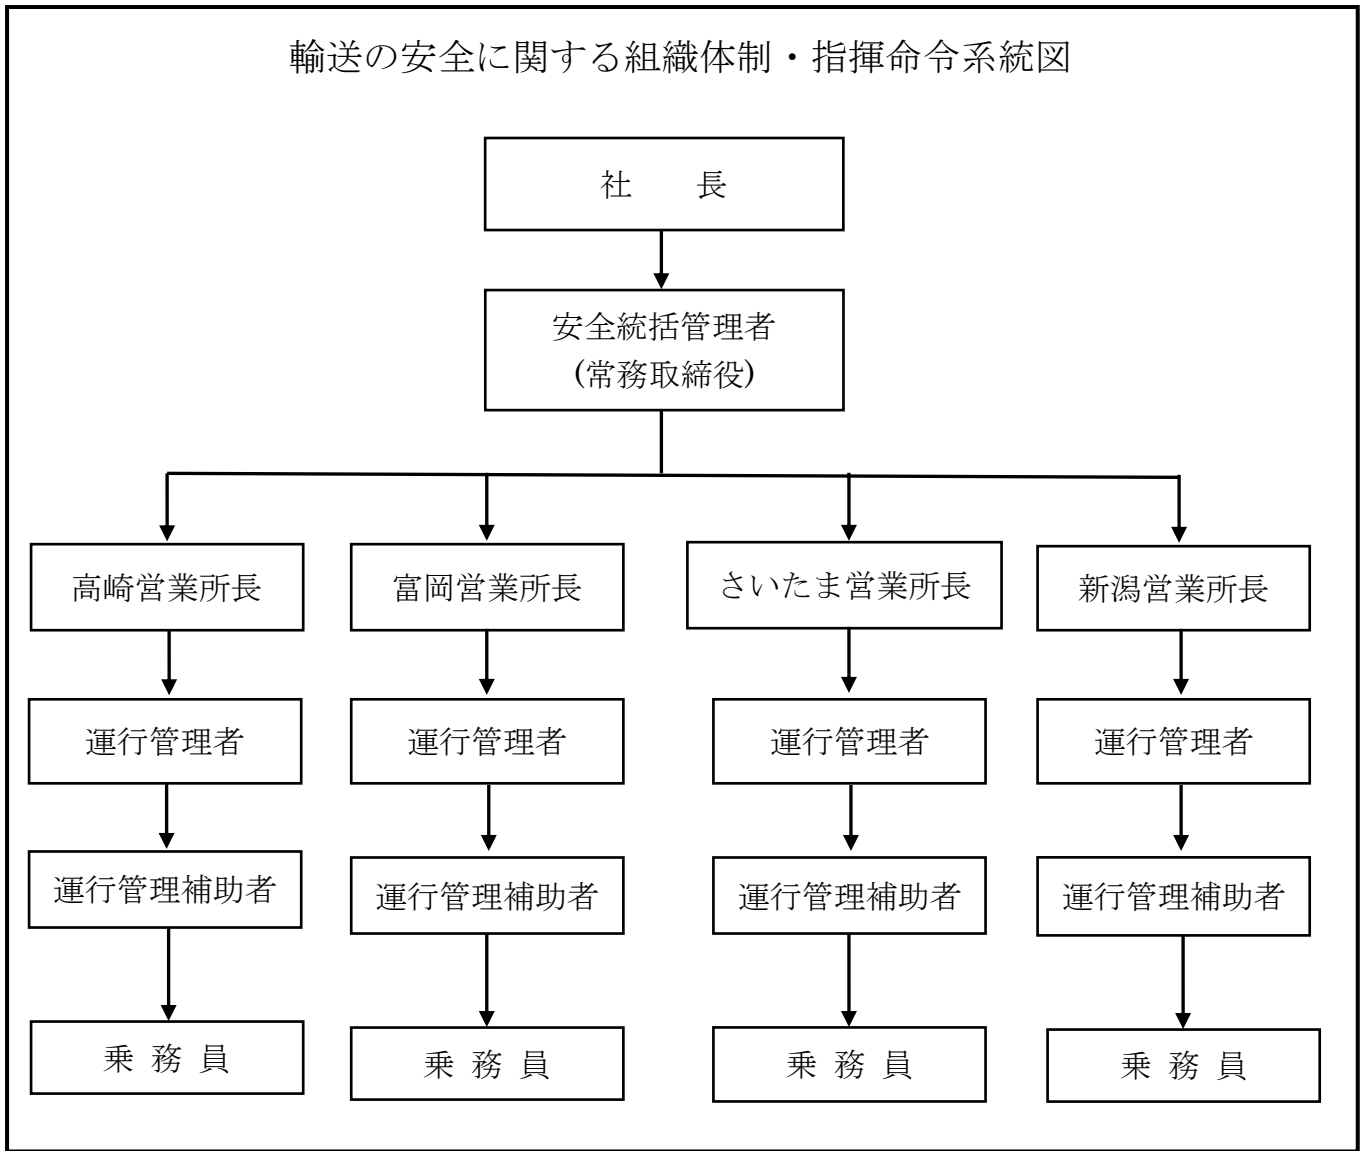 輸送の安全に関する組織体制・指揮命令系統図
社　　長
安全統括管理者
(常務取締役)
高崎営業所長
富岡営業所長
さいたま営業所長
新潟営業所長
運行管理者
運行管理者
運行管理者
運行管理者
運行管理補助者
運行管理補助者
運行管理補助者
運行管理補助者
乗 務 員
乗 務 員
乗 務 員
乗 務 員